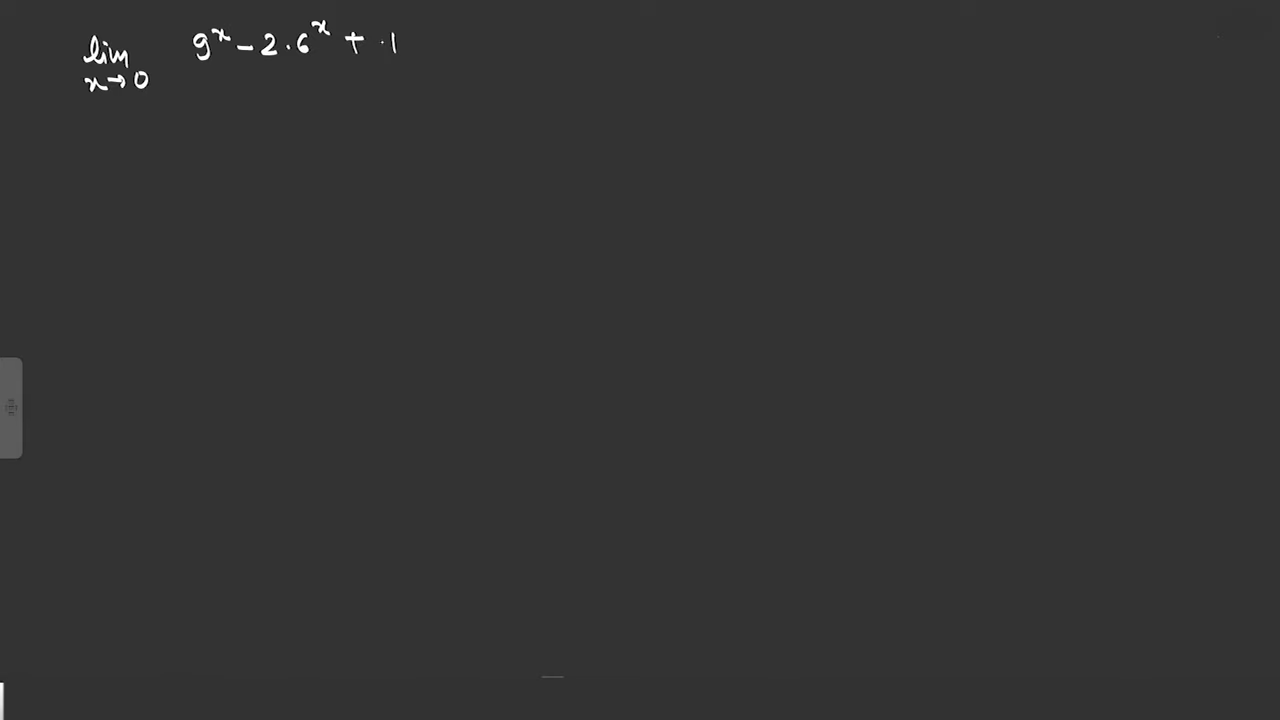 lim x→0 9^x - 2·6^x + ·1